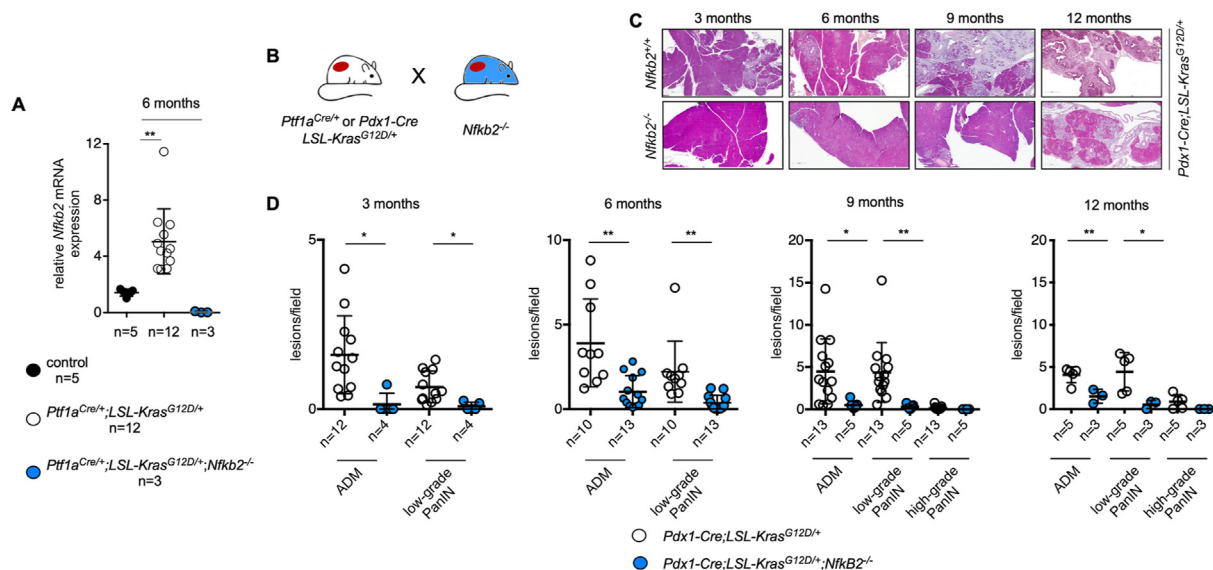 A
6 months
**
relative Nfkb2 mRNA
expression
12
8
4
0
n=5
n=12
n=3
control
n=5
Ptf1aCre/+;LSL-KrasG12D/+
n=12
Ptf1aCre/+;LSL-KrasG12D/+;Nfkb2-/-
n=3
B
X
Ptf1aCre/+ or Pdx1-Cre
LSL-KrasG12D/+
Nfkb2-/-
C
3 months
6 months
9 months
12 months
Nfkb2+/+
Nfkb2-/-
Pdx1-Cre;LSL-KrasG12D/+
D
3 months
lesions/field
5
0
*
*
n=12
n=4
n=12
n=4
ADM
low-grade
PanIN
6 months
lesions/field
10
5
0
**
**
n=10
n=13
n=10
n=13
ADM
low-grade
PanIN
9 months
lesions/field
20
15
10
5
0
*
**
n=13
n=5
n=13
n=5
n=13
n=5
ADM
low-grade
PanIN
high-grade
PanIN
12 months
lesions/field
20
15
10
5
0
**
*
n=5
n=3
n=5
n=3
n=5
n=3
ADM
low-grade
PanIN
high-grade
PanIN
Pdx1-Cre;LSL-KrasG12D/+
Pdx1-Cre;LSL-KrasG12D/+;NfkB2-/-